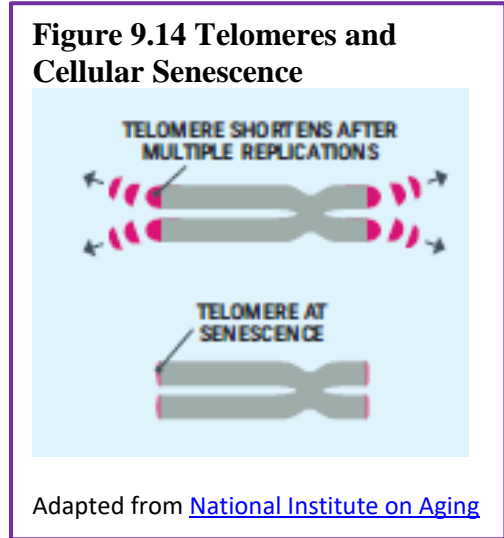 Figure 9.14 Telomeres and
Cellular Senescence
TELOMERE SHORTENS AFTER
MULTIPLE REPLICATIONS
TELOMERE AT
SENESCENCE
Adapted from National Institute on Aging